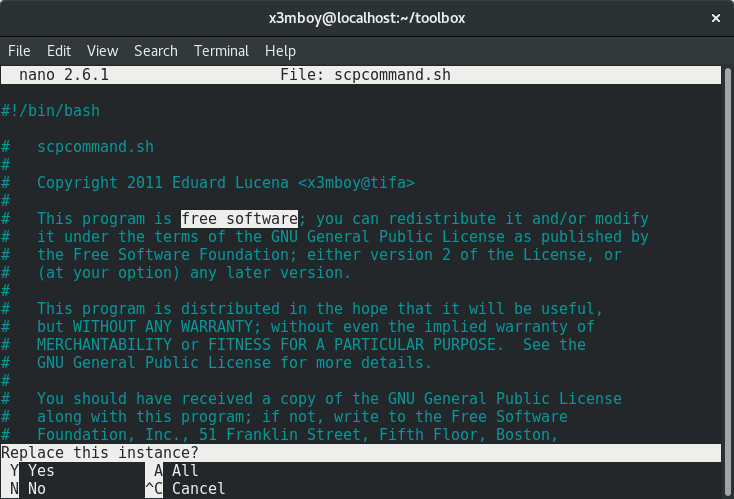 x3mboy@localhost:~/toolbox ×
File Edit View Search Terminal Help
nano 2.6.1 File: scpcommand.sh
#!/bin/bash
# scpcommand.sh
#
# Copyright 2011 Eduard Lucena <x3mboy@tifa>
#
# This program is free software; you can redistribute it and/or modify
# it under the terms of the GNU General Public License as published by
# the Free Software Foundation; either version 2 of the License, or
# (at your option) any later version.
#
# This program is distributed in the hope that it will be useful,
# but WITHOUT ANY WARRANTY; without even the implied warranty of
# MERCHANTABILITY or FITNESS FOR A PARTICULAR PURPOSE.  See the
# GNU General Public License for more details.
#
# You should have received a copy of the GNU General Public License
# along with this program; if not, write to the Free Software
# Foundation, Inc., 51 Franklin Street, Fifth Floor, Boston,
Replace this instance?
Y Yes A All
N No ^C Cancel